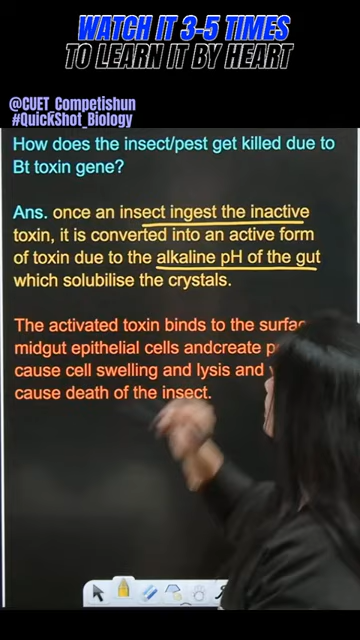 WATCH IT 3-5 TIMES
TO LEARN IT BY HEART
@CUET_Competishun
#QuickShot_Biology
How does the insect/pest get killed due to
Bt toxin gene?
Ans. once an insect ingest the inactive
toxin, it is converted into an active form
of toxin due to the alkaline pH of the gut
which solubilise the crystals.
The activated toxin binds to the
midgut epithelial cells andcreate
cause cell swelling and lysis and
cause death of the insect.